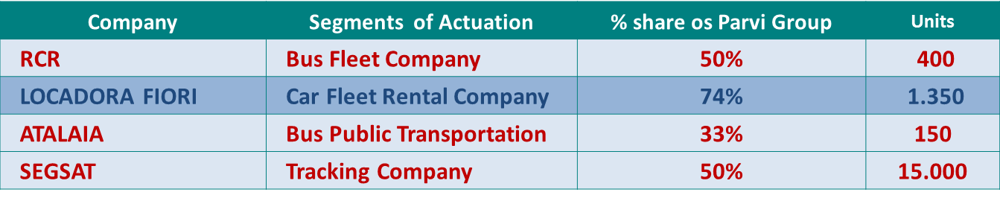 Company Segments of Actuation % share os Parvi Group Units
RCR Bus Fleet Company 50% 400
LOCADORA FIORI Car Fleet Rental Company 74% 1.350
ATALAIA Bus Public Transportation 33% 150
SEGSAT Tracking Company 50% 15.000